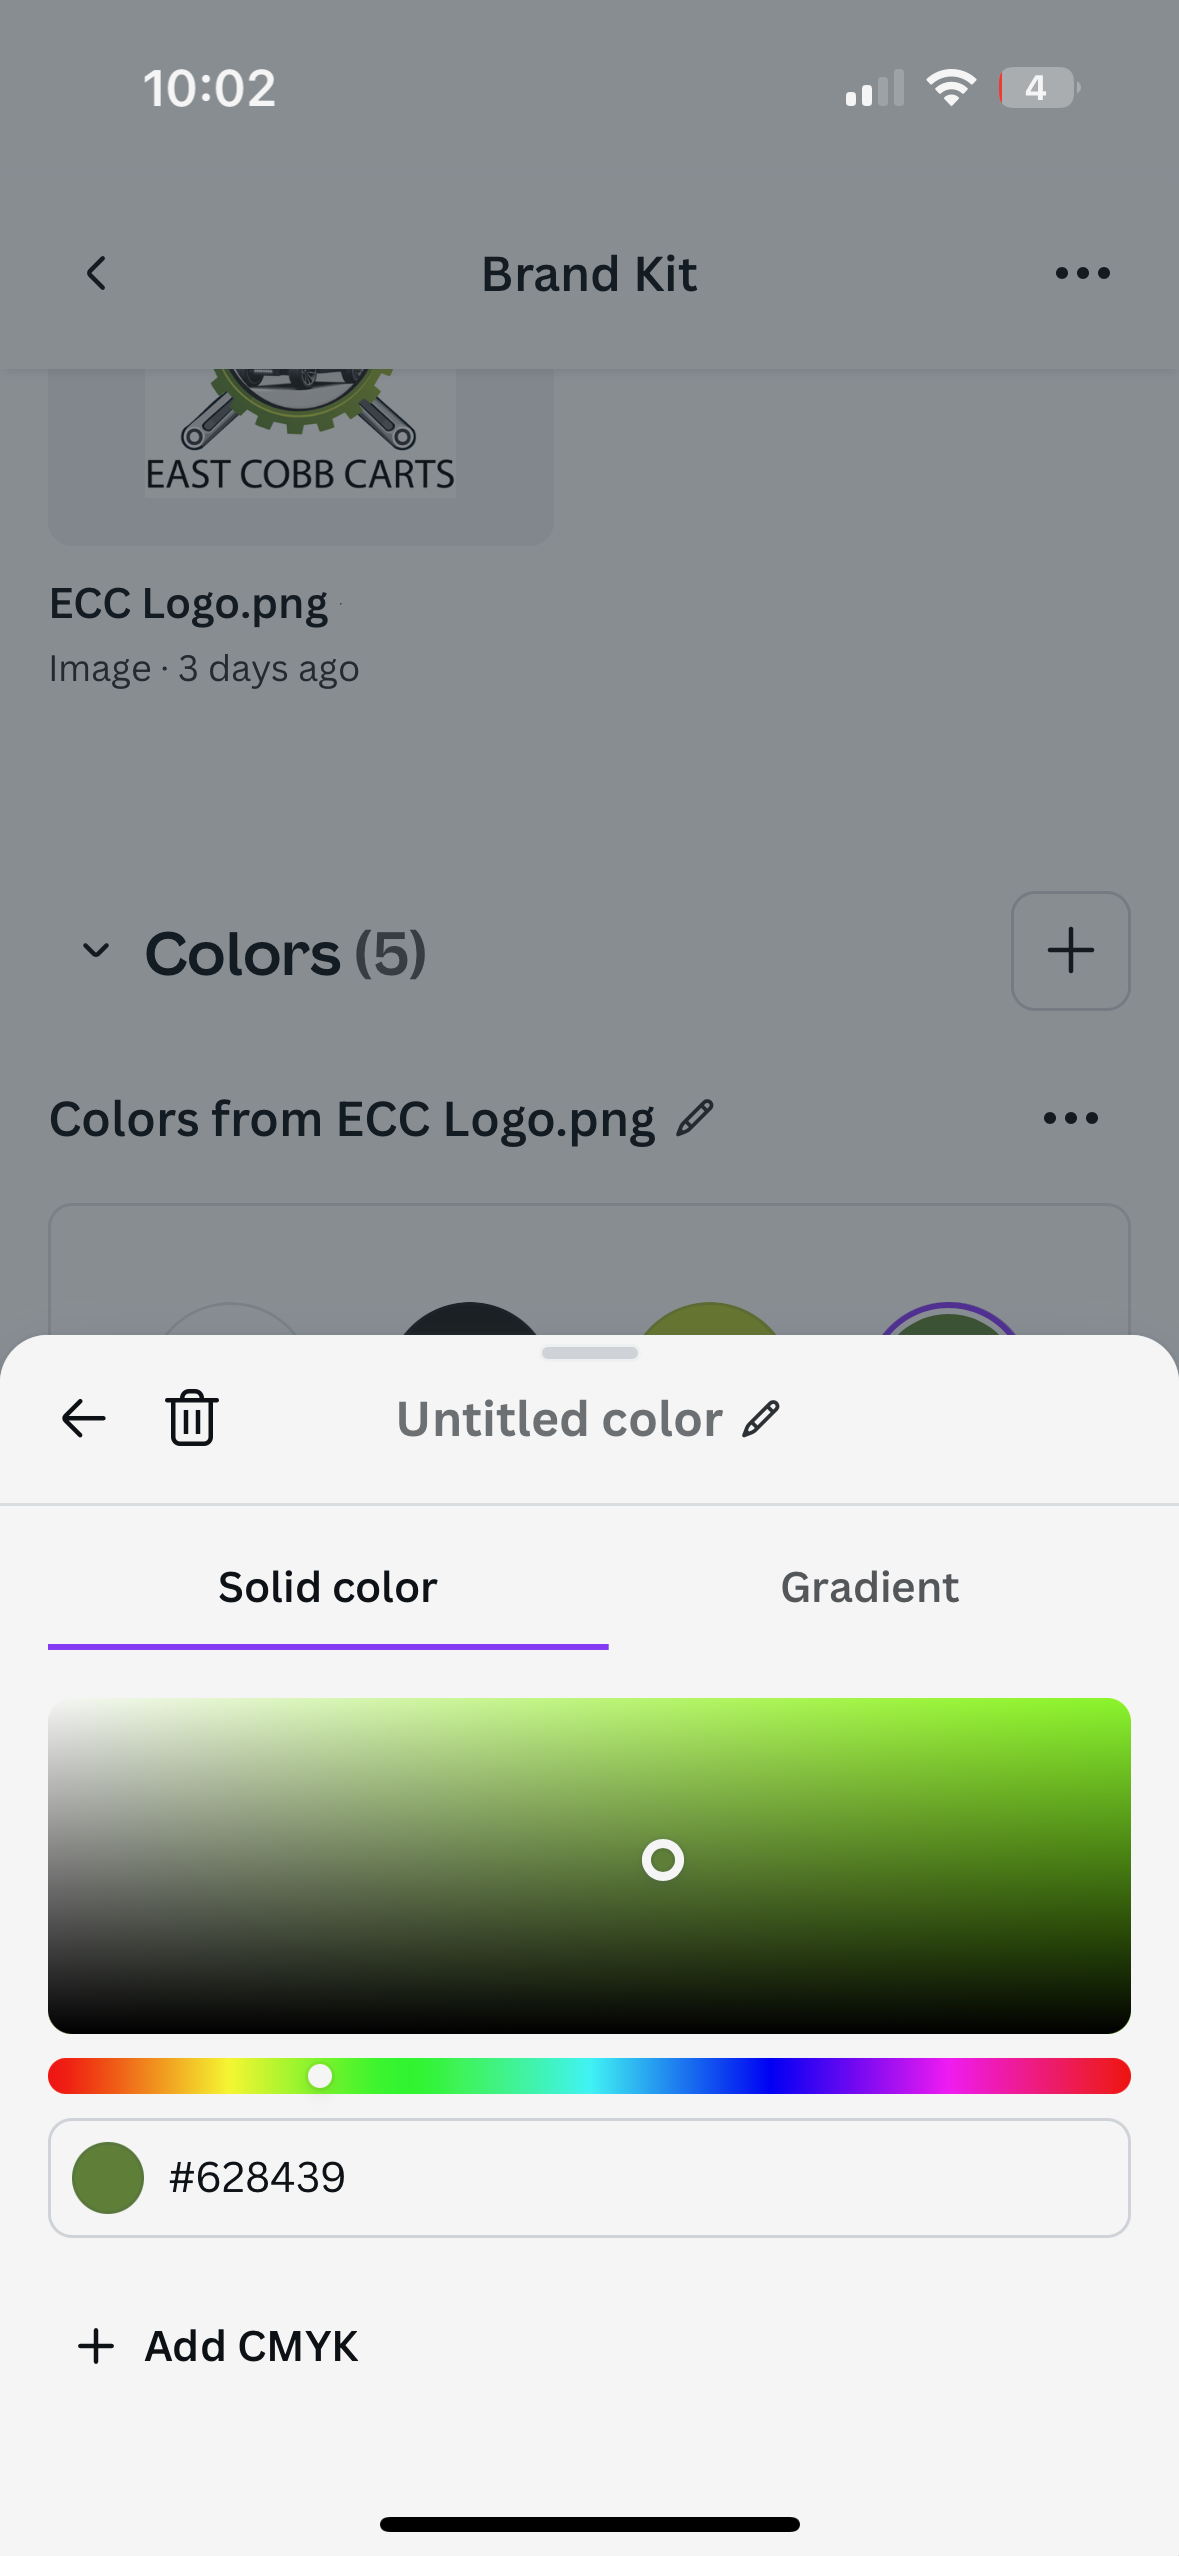 10:02
4
Brand Kit
EAST COBB CARTS
ECC Logo.png
Image · 3 days ago
Colors (5)
Colors from ECC Logo.png
Untitled color
Solid color
Gradient
#628439
Add CMYK